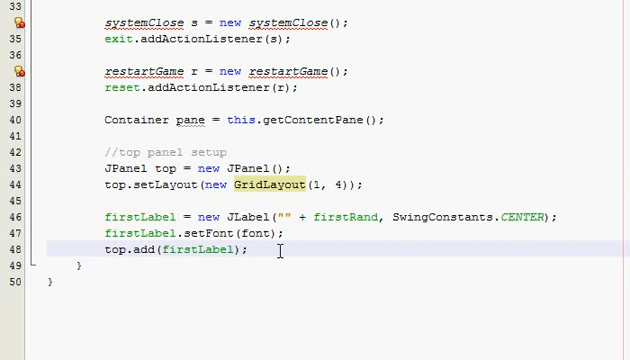 33
systemClose s = new systemClose();
35 exit.addActionListener(s);
36
restartGame r = new restartGame();
38 reset.addActionListener(r);
39
40 Container pane = this.getContentPane();
41
42 //top panel setup
43 JPanel top = new JPanel();
44 top.setLayout(new GridLayout(1, 4));
45
46 firstLabel = new JLabel("" + firstRand, SwingConstants.CENTER);
47 firstLabel.setFont(font);
48 top.add(firstLabel);
49 }
50 }